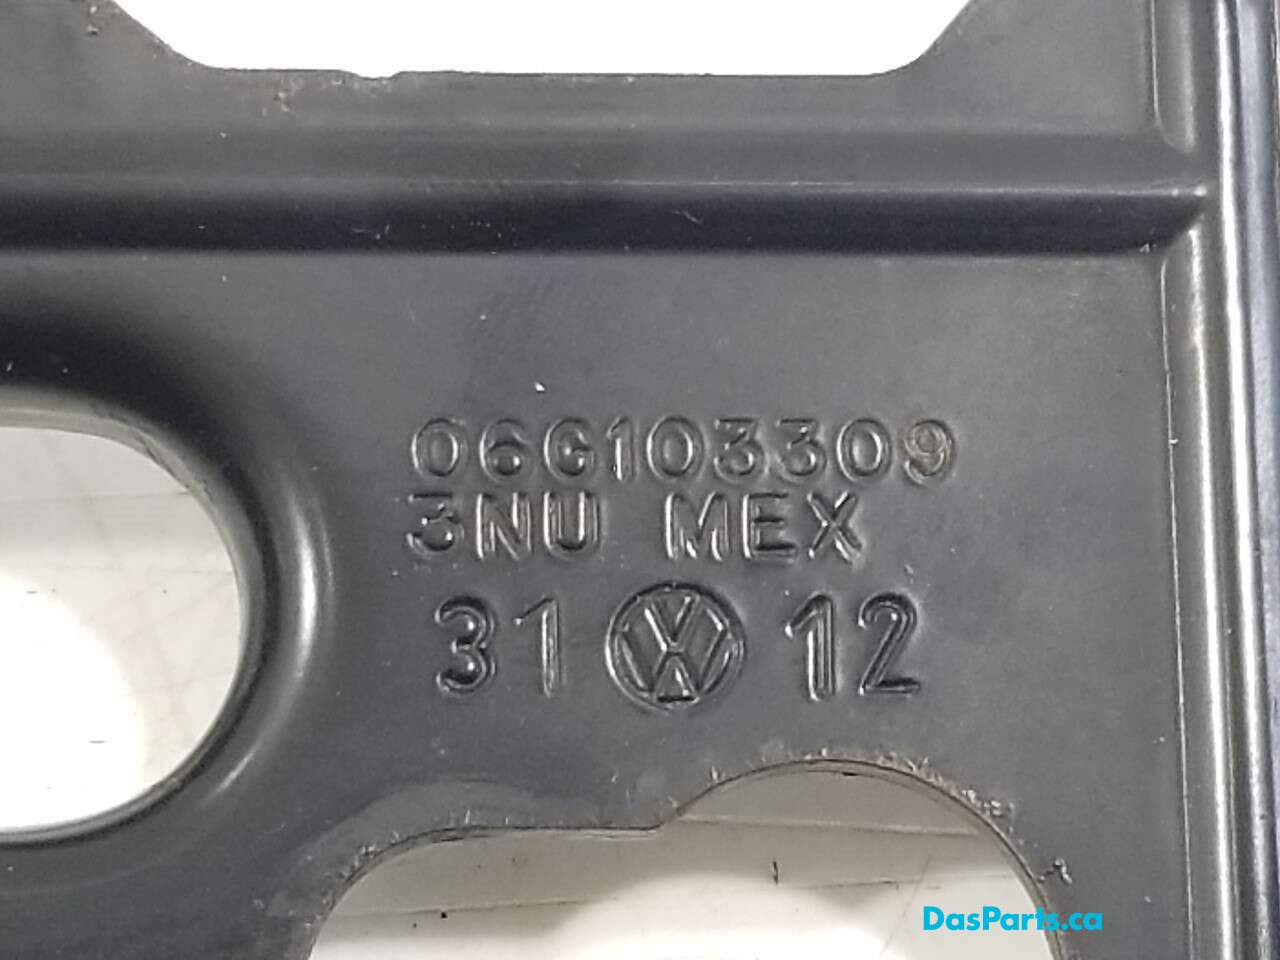 06G103309
3NU MEX
31 VW 12
DasParts.ca